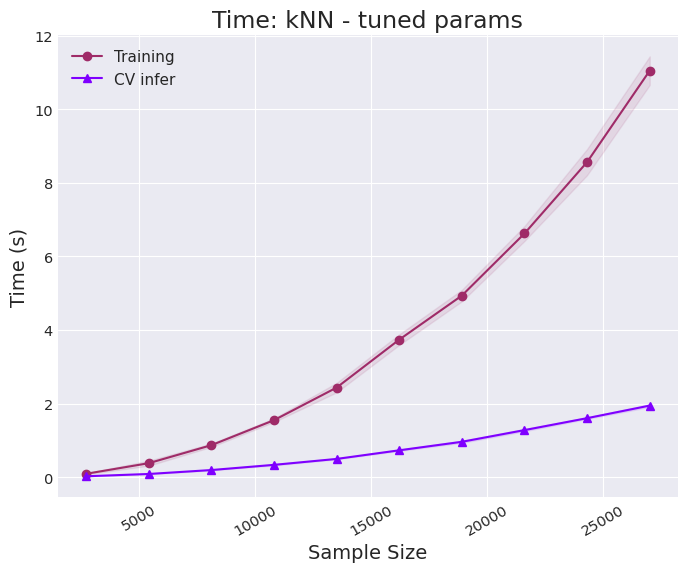 Time: kNN - tuned params
Training
CV infer
Time (s)
12
10
8
6
4
2
0
5000
10000
15000
20000
25000
Sample Size